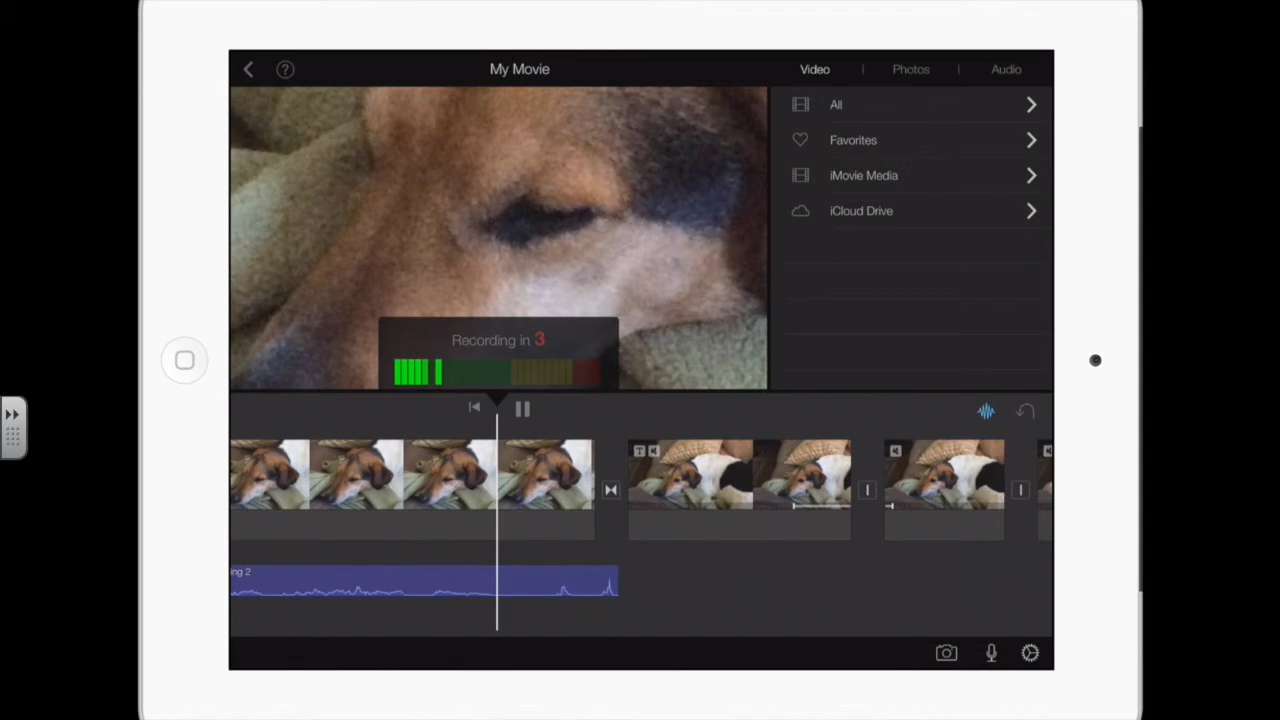 ?
My Movie
Video
Photos
Audio
All
Favorites
iMovie Media
iCloud Drive
Recording in 3
T
ing 2